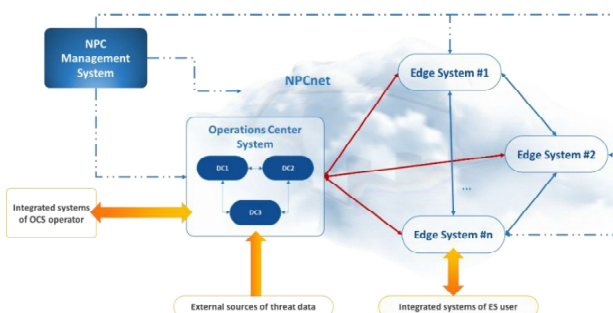 NPC
Management
System
NPCnet
Edge System #1
Operations Center
System
DC1
DC2
Edge System #2
DC3
...
Integrated systems
of OCS operator
Edge System #n
External sources of threat data
Integrated systems of ES user